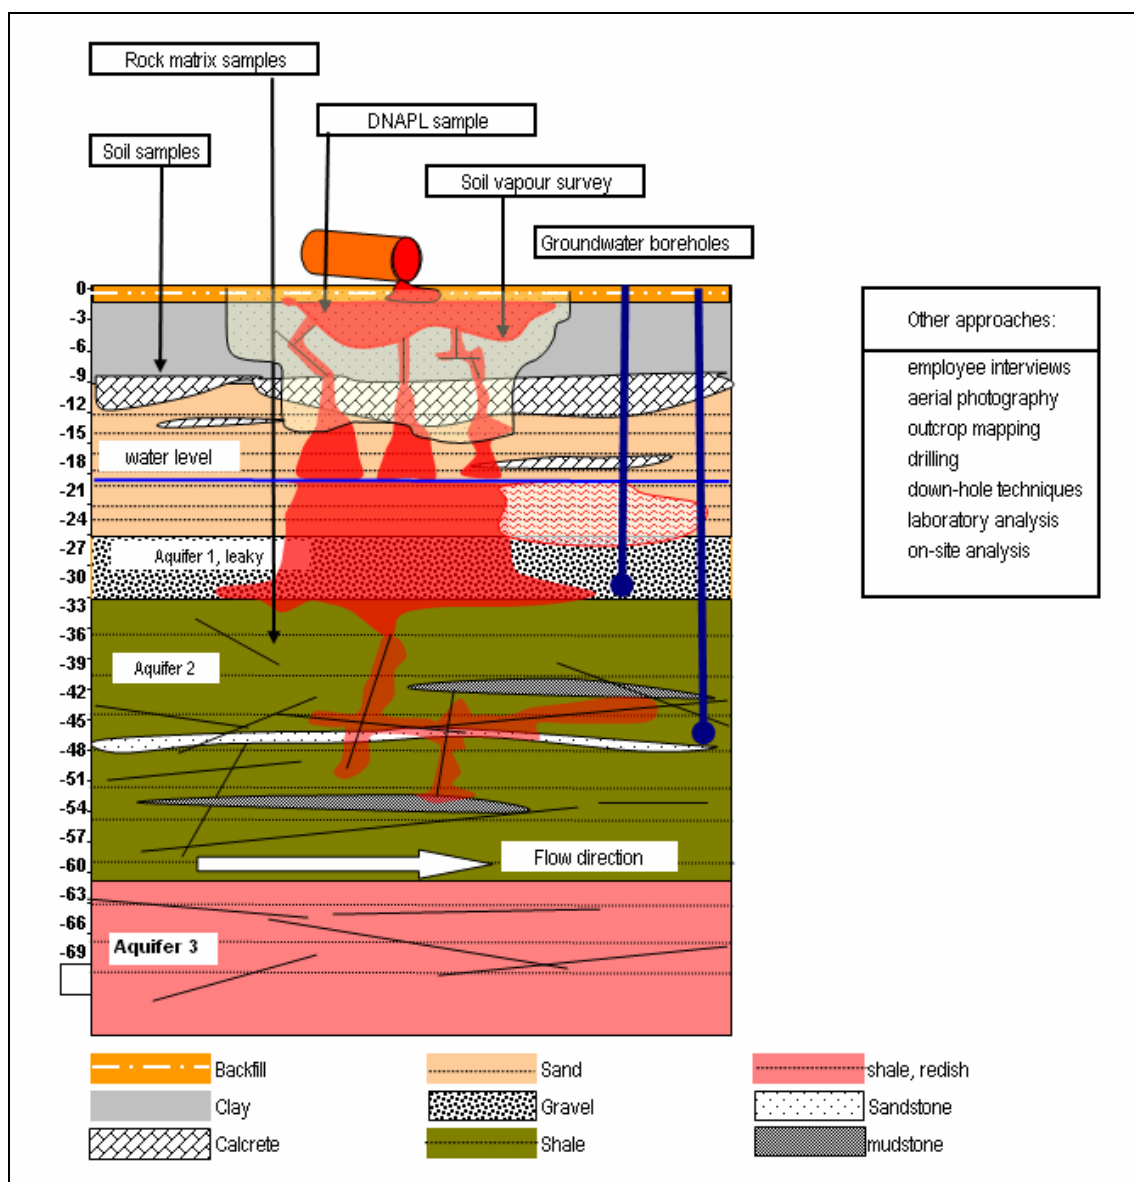 Rock matrix samples
DNAPL sample
Soil samples
Soil vapour survey
Groundwater boreholes
0
-3
-6
-9
-12
-15
-18
-21
-24
-27
-30
-33
-36
-39
-42
-45
-48
-51
-54
-57
-60
-63
-66
-69
water level
Aquifer 1, leaky
Aquifer 2
Flow direction
Aquifer 3
Other approaches:
employee interviews
aerial photography
outcrop mapping
drilling
down-hole techniques
laboratory analysis
on-site analysis
Backfill
Sand
shale, redish
Clay
Gravel
Sandstone
Calcrete
Shale
mudstone